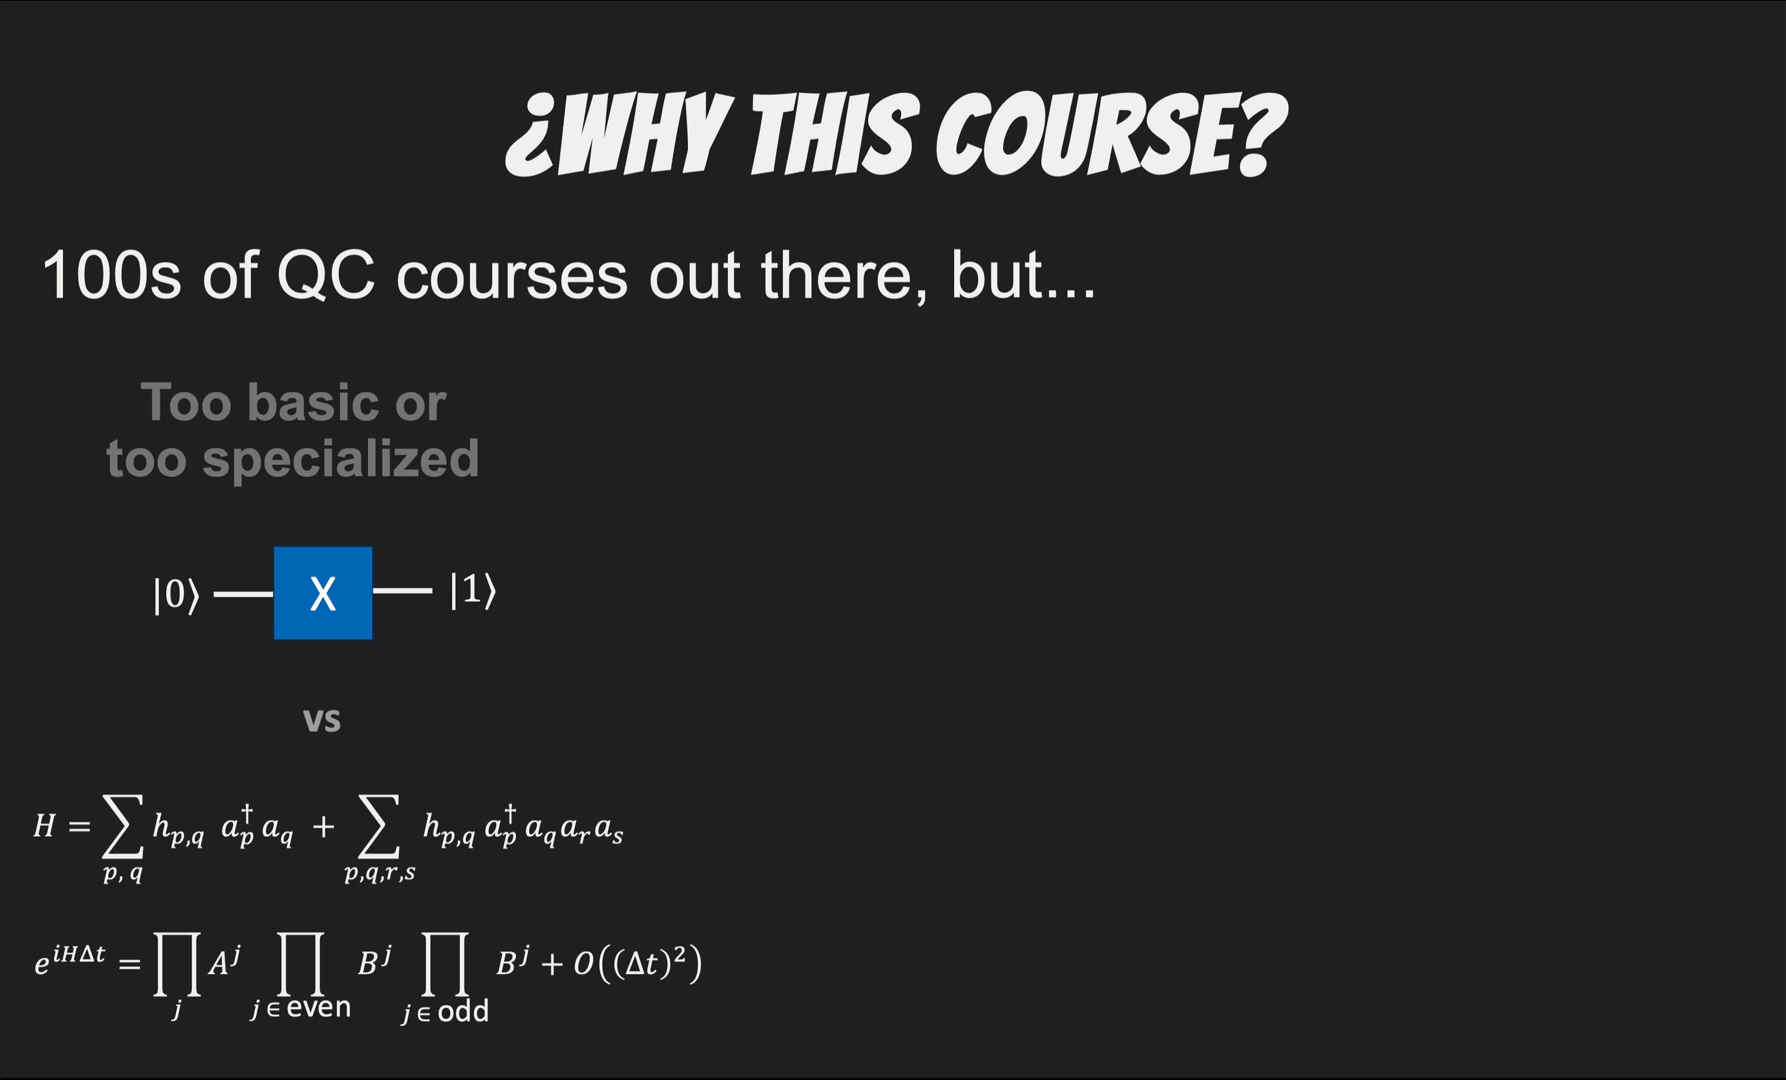 ¿WHY THIS COURSE?
100s of QC courses out there, but...
Too basic or
too specialized
|0⟩ X |1⟩
vs
H = ∑_{p, q} h_{p,q} a_p^† a_q + ∑_{p,q,r,s} h_{p,q} a_p^† a_q a_r a_s
e^{iHΔt} = ∏_j A^j ∏_{j ∈ even} B^j ∏_{j ∈ odd} B^j + O((Δt)²)